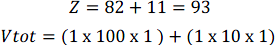 Z = 82 + 11 = 93
Vtot = (1 x 100 x 1 ) + (1 x 10 x 1)